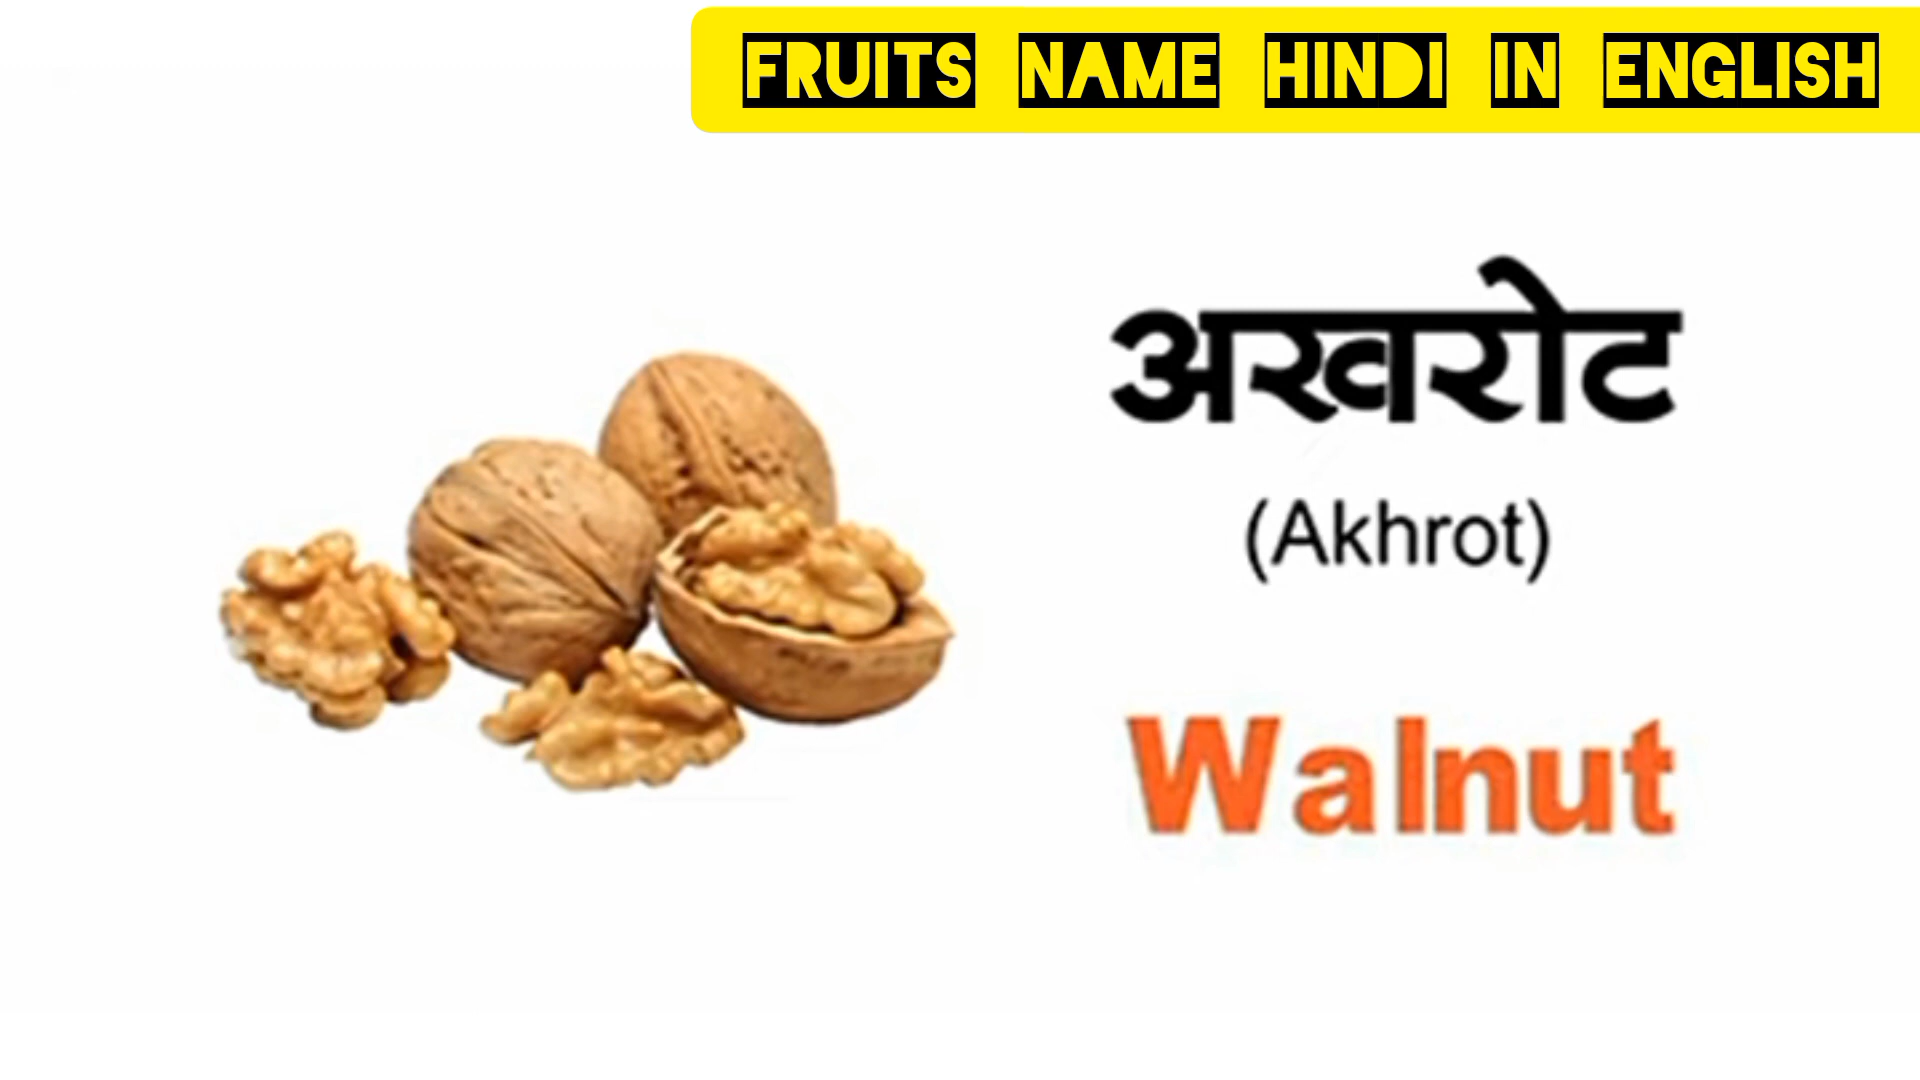 FRUITS NAME HINDI IN ENGLISH
अखरोट
(Akhrot)
Walnut